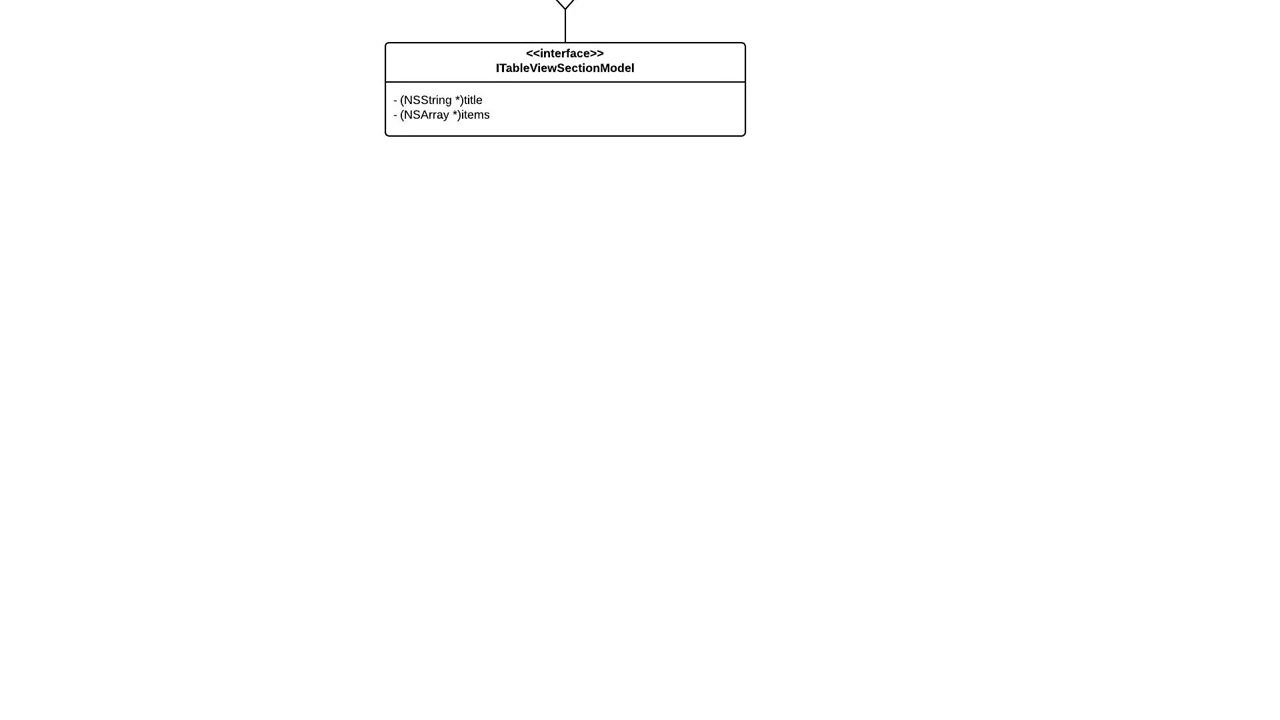 <<interface>>
ITableViewSectionModel
- (NSString *)title
- (NSArray *)items